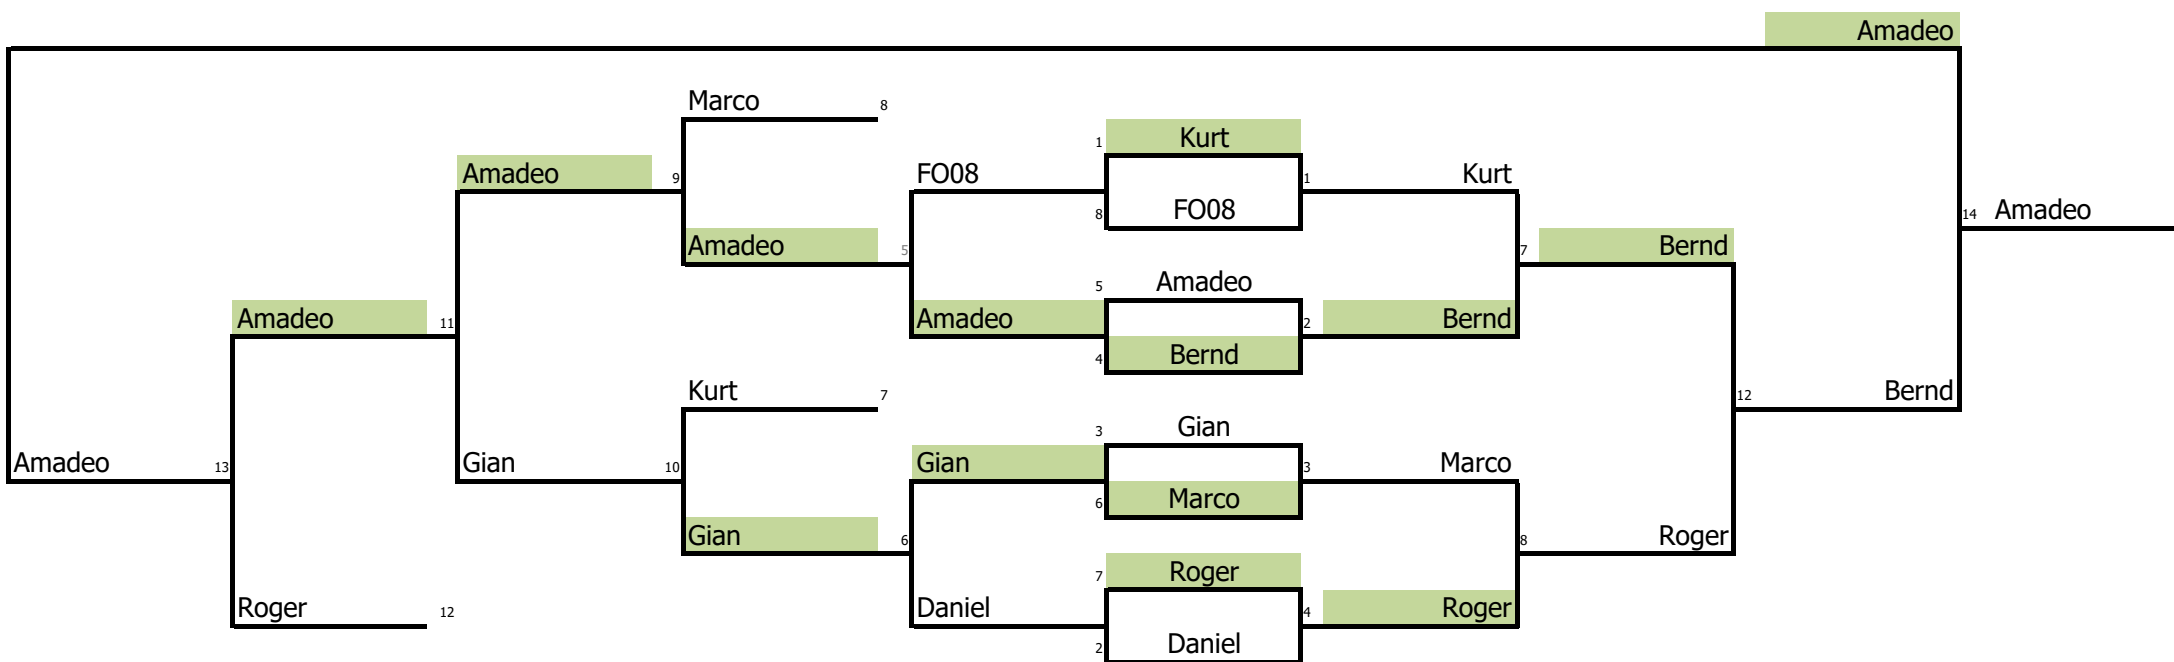 Amadeo
Marco 8
1 Kurt
Amadeo 9 FO08 1 Kurt
8 FO08
14 Amadeo
Amadeo 5 7 Bernd
5 Amadeo
Amadeo 11 Amadeo 2 Bernd
4 Bernd
Kurt 7 12 Bernd
3 Gian
Amadeo 13 Gian 10 Gian 3 Marco
6 Marco
Gian 6 8 Roger
7 Roger
Roger 12 Daniel 4 Roger
2 Daniel